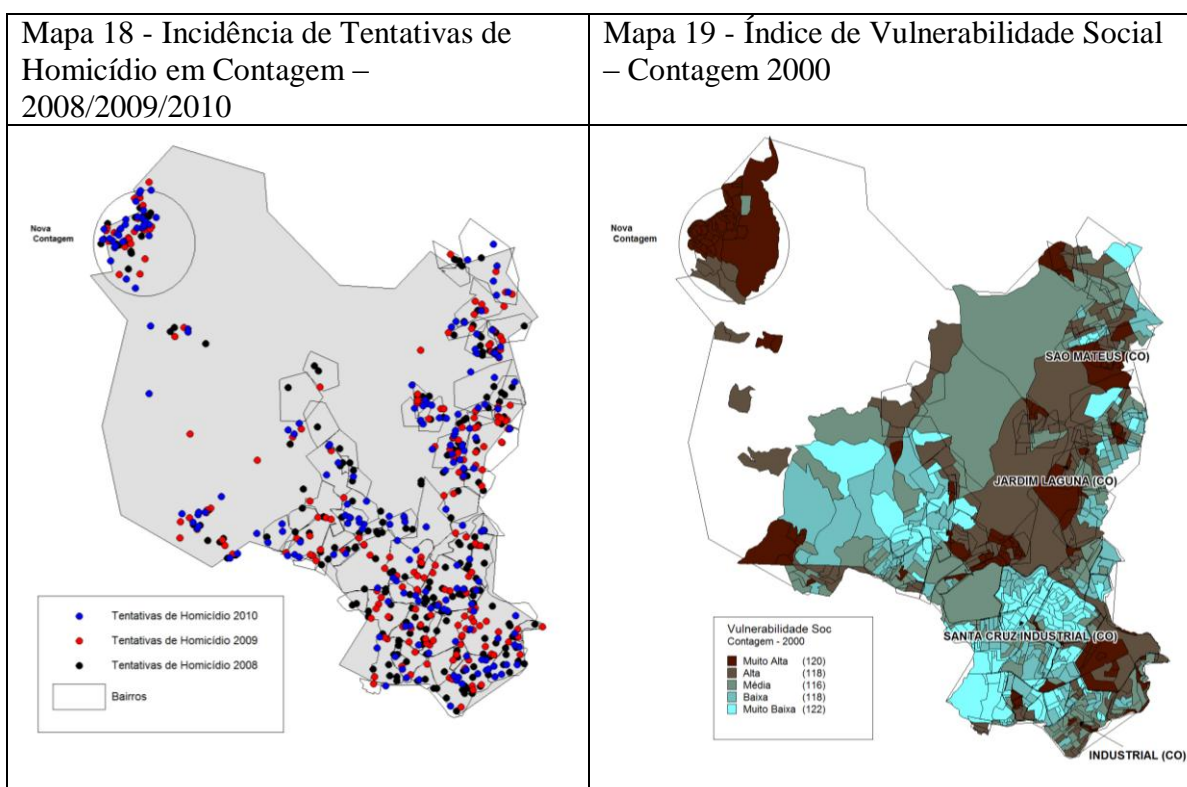 Mapa 18 - Incidência de Tentativas de
Homicídio em Contagem –
2008/2009/2010
Mapa 19 - Índice de Vulnerabilidade Social
– Contagem 2000
Nova
Contagem
Tentativas de Homicídio 2010
Tentativas de Homicídio 2009
Tentativas de Homicídio 2008
Bairros
Nova
Contagem
SAO MATEUS (CO)
JARDIM LAGUNA (CO)
SANTA CRUZ INDUSTRIAL (CO)
INDUSTRIAL (CO)
Vulnerabilidade Soc
Contagem - 2000
Muito Alta (120)
Alta (118)
Média (116)
Baixa (118)
Muito Baixa (122)